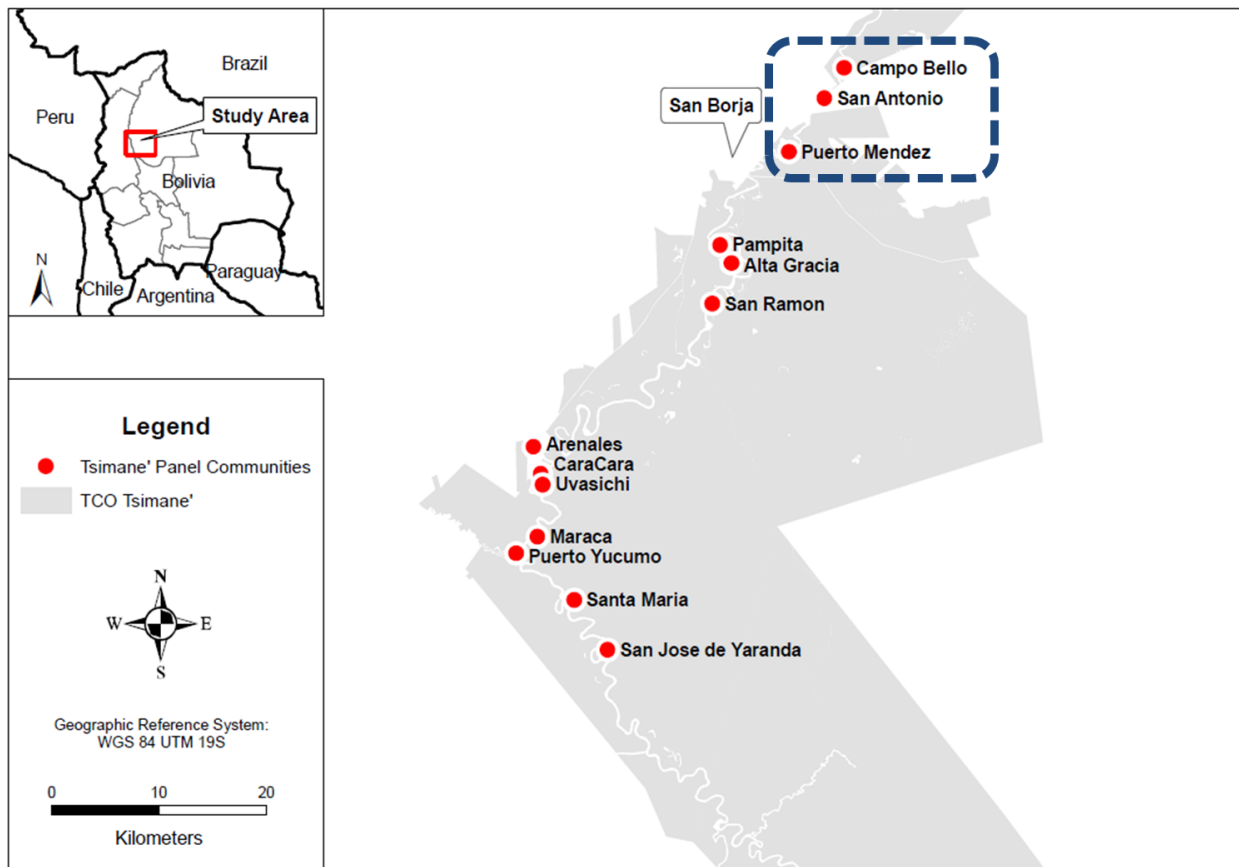 Brazil
Peru
Study Area
Bolivia
Paraguay
Chile
Argentina
N
Legend
Tsimane' Panel Communities
TCO Tsimane'
N
W
E
S
Geographic Reference System:
WGS 84 UTM 19S
0 10 20
Kilometers
Campo Bello
San Antonio
San Borja
Puerto Mendez
Pampita
Alta Gracia
San Ramon
Arenales
CaraCara
Uvasichi
Maraca
Puerto Yucumo
Santa Maria
San Jose de Yaranda